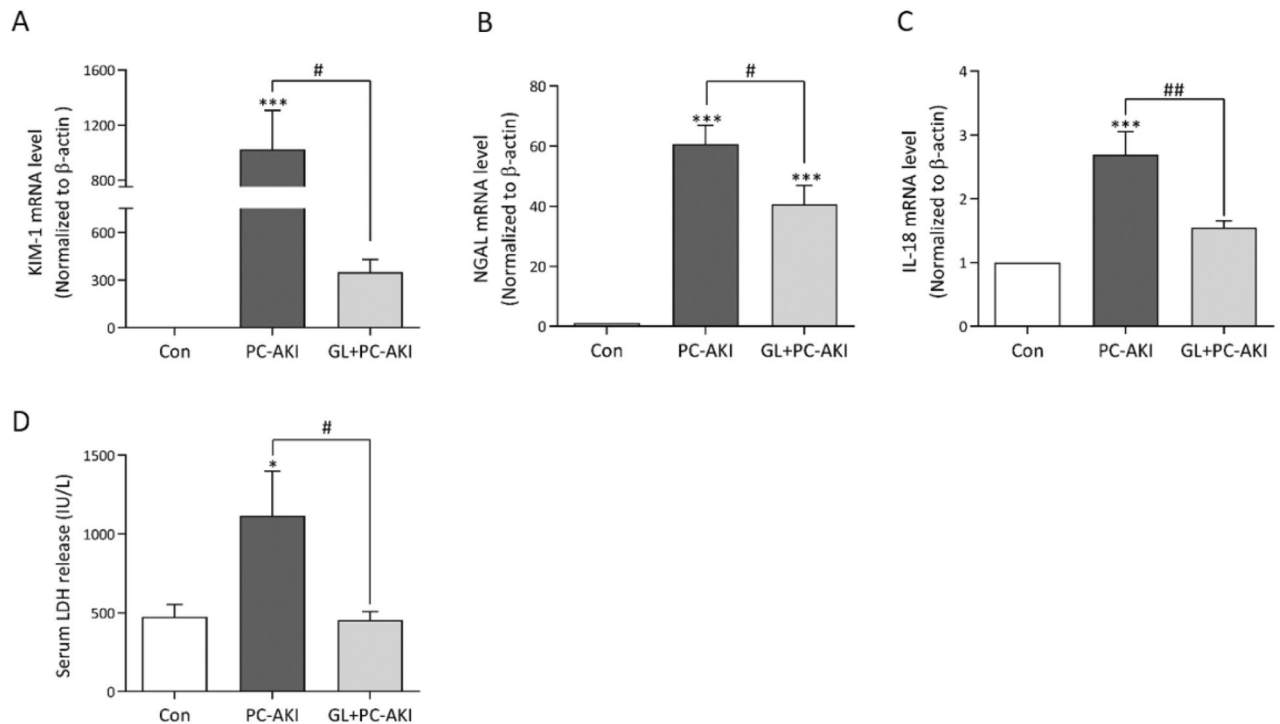 A
KIM-1 mRNA level
(Normalized to β-actin )
1600
1200
800
600
300
0
***
#
Con
PC-AKI
GL+PC-AKI
B
NGAL mRNA level
(Normalized to β-actin)
80
60
40
20
0
***
#
***
Con
PC-AKI
GL+PC-AKI
C
IL-18 mRNA level
(Normalized to β-actin)
4
3
2
1
0
***
##
Con
PC-AKI
GL+PC-AKI
D
Serum LDH release (IU/L)
1500
1000
500
0
*
#
Con
PC-AKI
GL+PC-AKI